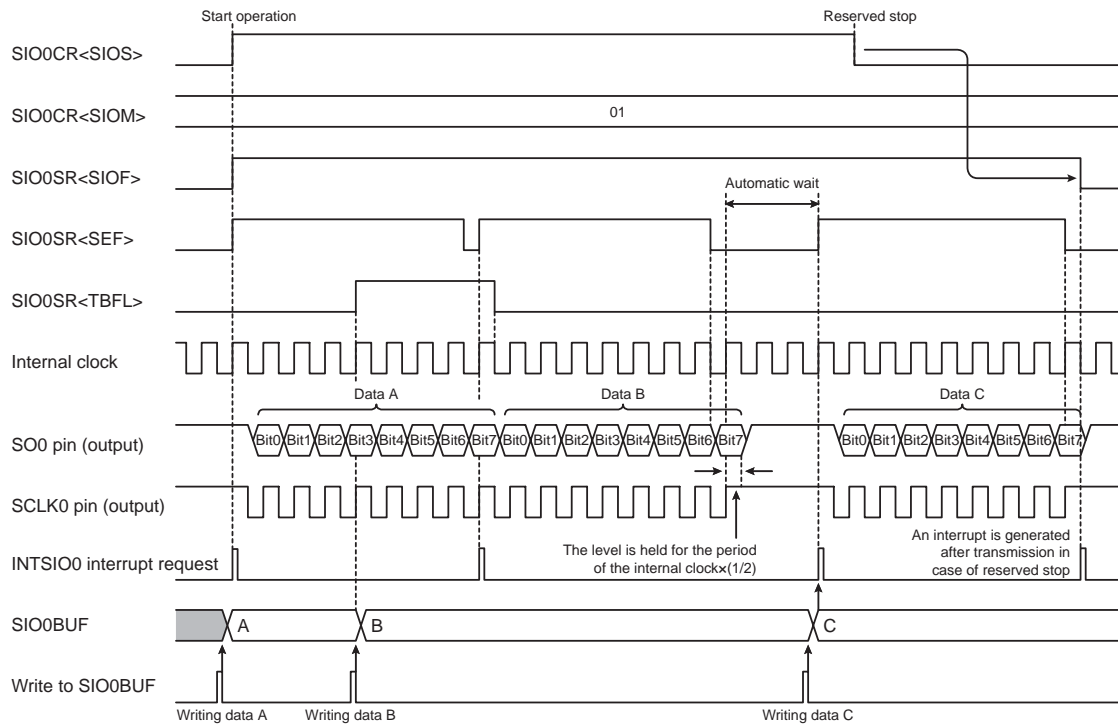 Start operation
Reserved stop
SIO0CR<SIOS>
SIO0CR<SIOM>
01
SIO0SR<SIOF>
Automatic wait
SIO0SR<SEF>
SIO0SR<TBFL>
Internal clock
Data A
Data B
Data C
SO0 pin (output)
Bit0 Bit1 Bit2 Bit3 Bit4 Bit5 Bit6 Bit7 Bit0 Bit1 Bit2 Bit3 Bit4 Bit5 Bit6 Bit7 Bit0 Bit1 Bit2 Bit3 Bit4 Bit5 Bit6 Bit7
SCLK0 pin (output)
INTSIO0 interrupt request
The level is held for the period
of the internal clock×(1/2)
An interrupt is generated
after transmission in
case of reserved stop
SIO0BUF
A
B
C
Write to SIO0BUF
Writing data A
Writing data B
Writing data C